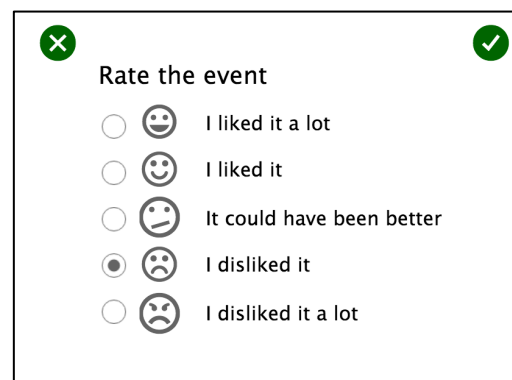 Rate the event
I liked it a lot
I liked it
It could have been better
I disliked it
I disliked it a lot